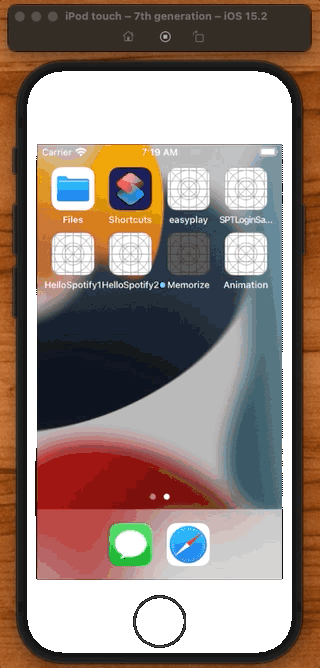 iPod touch – 7th generation – iOS 15.2
Carrier 7:19 AM
Files Shortcuts easyplay SPTLoginSa...
HelloSpotify1 HelloSpotify2 Memorize Animation